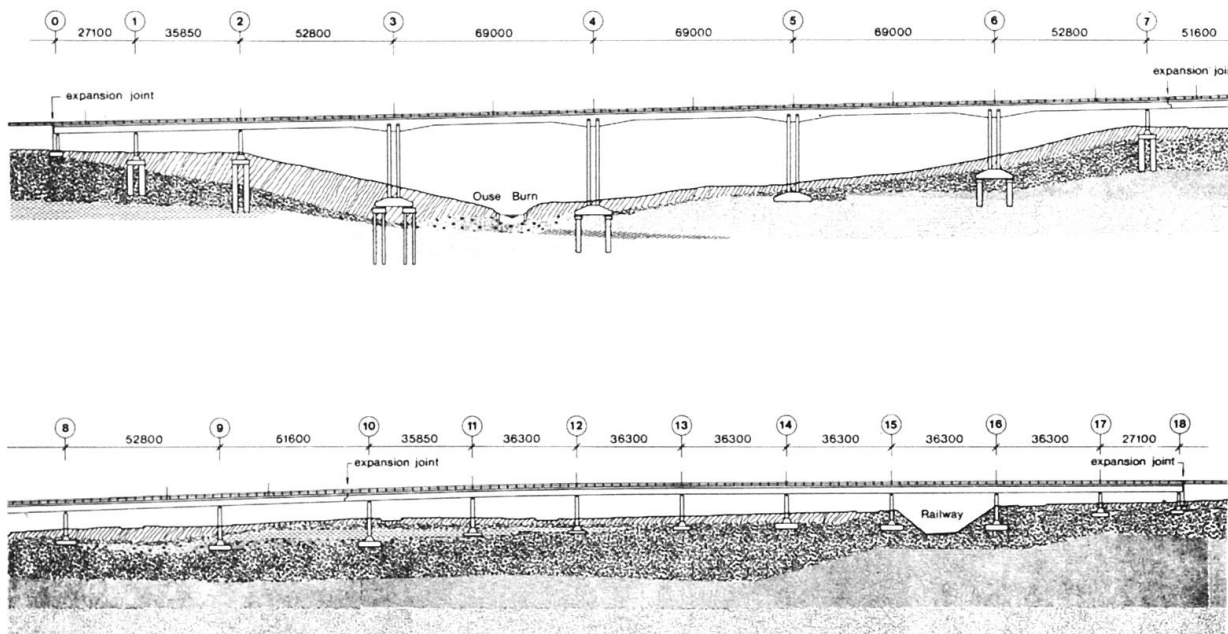 0 1 2 3 4 5 6 7
27100 35850 52800 69000 69000 69000 52800 51600
expansion joint
expansion joi
Ouse Burn
8 9 10 11 12 13 14 15 16 17 18
52800 51600 35850 36300 36300 36300 36300 36300 36300 27100
expansion joint
expansion joint
Railway